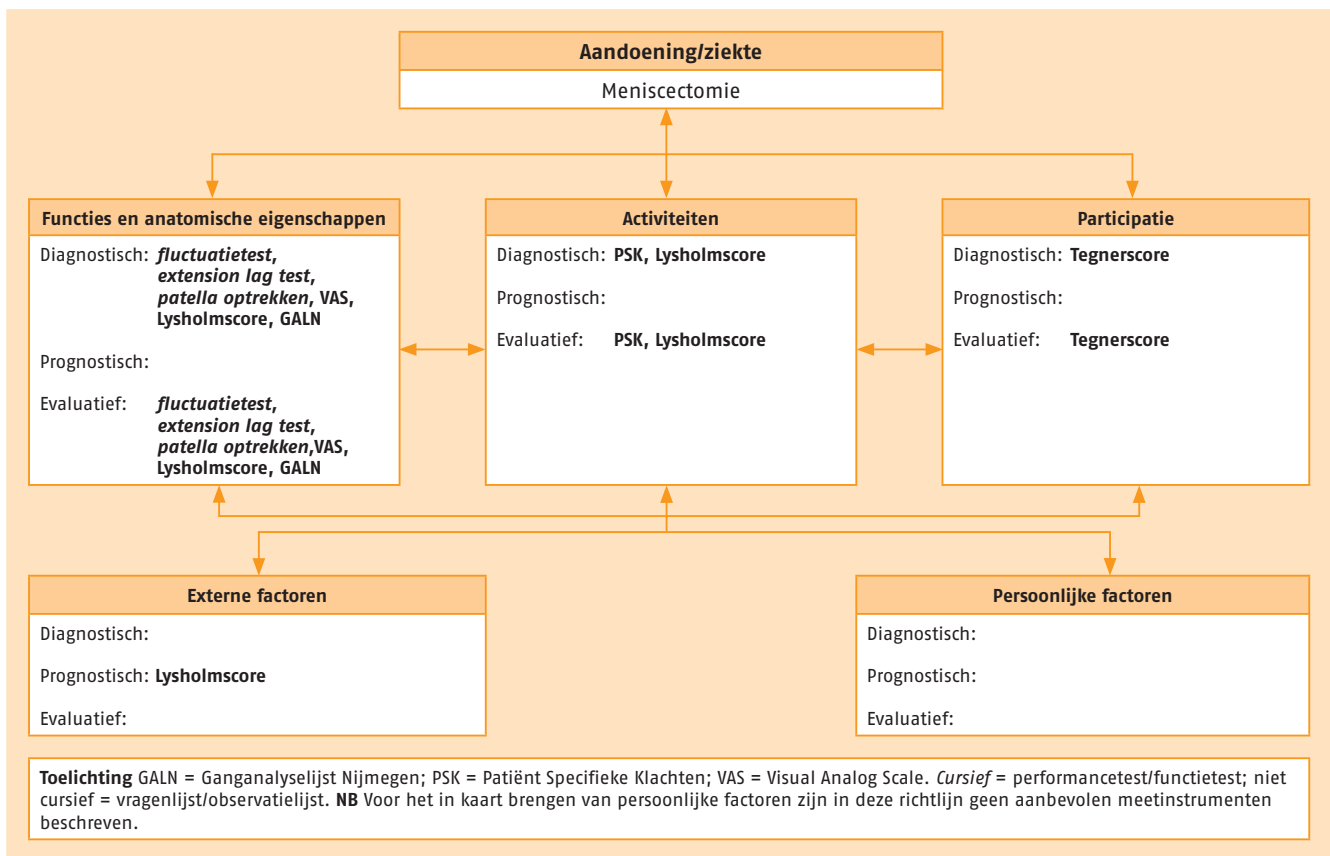 Aandoening/ziekte
Meniscectomie
Functies en anatomische eigenschappen
Diagnostisch: fluctuatietest,
extension lag test,
patella optrekken, VAS,
Lysholmscore, GALN
Prognostisch:
Evaluatief: fluctuatietest,
extension lag test,
patella optrekken,VAS,
Lysholmscore, GALN
Activiteiten
Diagnostisch: PSK, Lysholmscore
Prognostisch:
Evaluatief: PSK, Lysholmscore
Participatie
Diagnostisch: Tegnerscore
Prognostisch:
Evaluatief: Tegnerscore
Externe factoren
Diagnostisch:
Prognostisch: Lysholmscore
Evaluatief:
Persoonlijke factoren
Diagnostisch:
Prognostisch:
Evaluatief:
Toelichting GALN = Ganganalyselijst Nijmegen; PSK = Patiënt Specifieke Klachten; VAS = Visual Analog Scale. Cursief = performancetest/functietest; niet
cursief = vragenlijst/observatielijst. NB Voor het in kaart brengen van persoonlijke factoren zijn in deze richtlijn geen aanbevolen meetinstrumenten
beschreven.